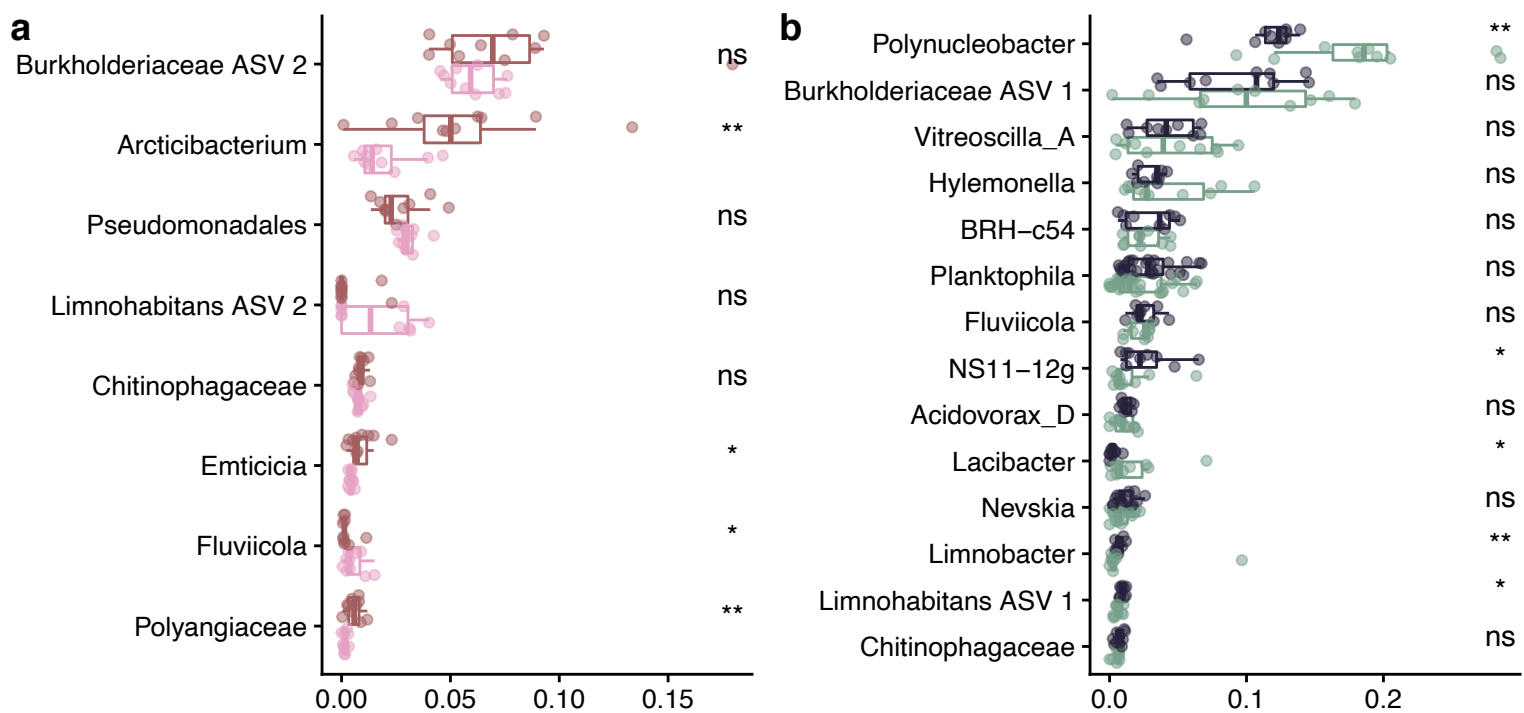 a
Burkholderiaceae ASV 2 ns
Arcticibacterium **
Pseudomonadales ns
Limnohabitans ASV 2 ns
Chitinophagaceae ns
Emticicia *
Fluviicola *
Polyangiaceae **
0.00 0.05 0.10 0.15
b
Polynucleobacter **
Burkholderiaceae ASV 1 ns
Vitreoscilla_A ns
Hylemonella ns
BRH−c54 ns
Planktophila ns
Fluviicola ns
NS11−12g *
Acidovorax_D ns
Lacibacter *
Nevskia ns
Limnobacter **
Limnohabitans ASV 1 *
Chitinophagaceae ns
0.0 0.1 0.2